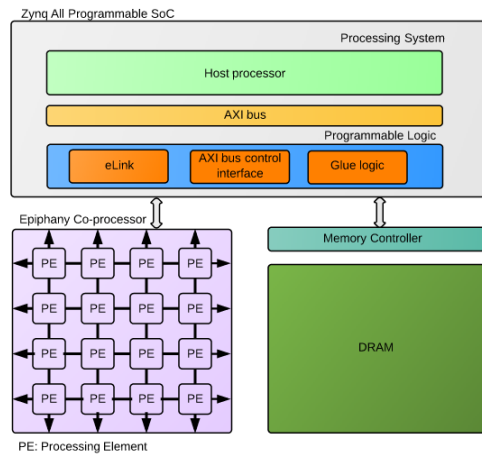 Zynq All Programmable SoC
Processing System
Host processor
AXI bus
Programmable Logic
eLink
AXI bus control
interface
Glue logic
Epiphany Co-processor
Memory Controller
PE PE PE PE
PE PE PE PE
PE PE PE PE
PE PE PE PE
DRAM
PE: Processing Element